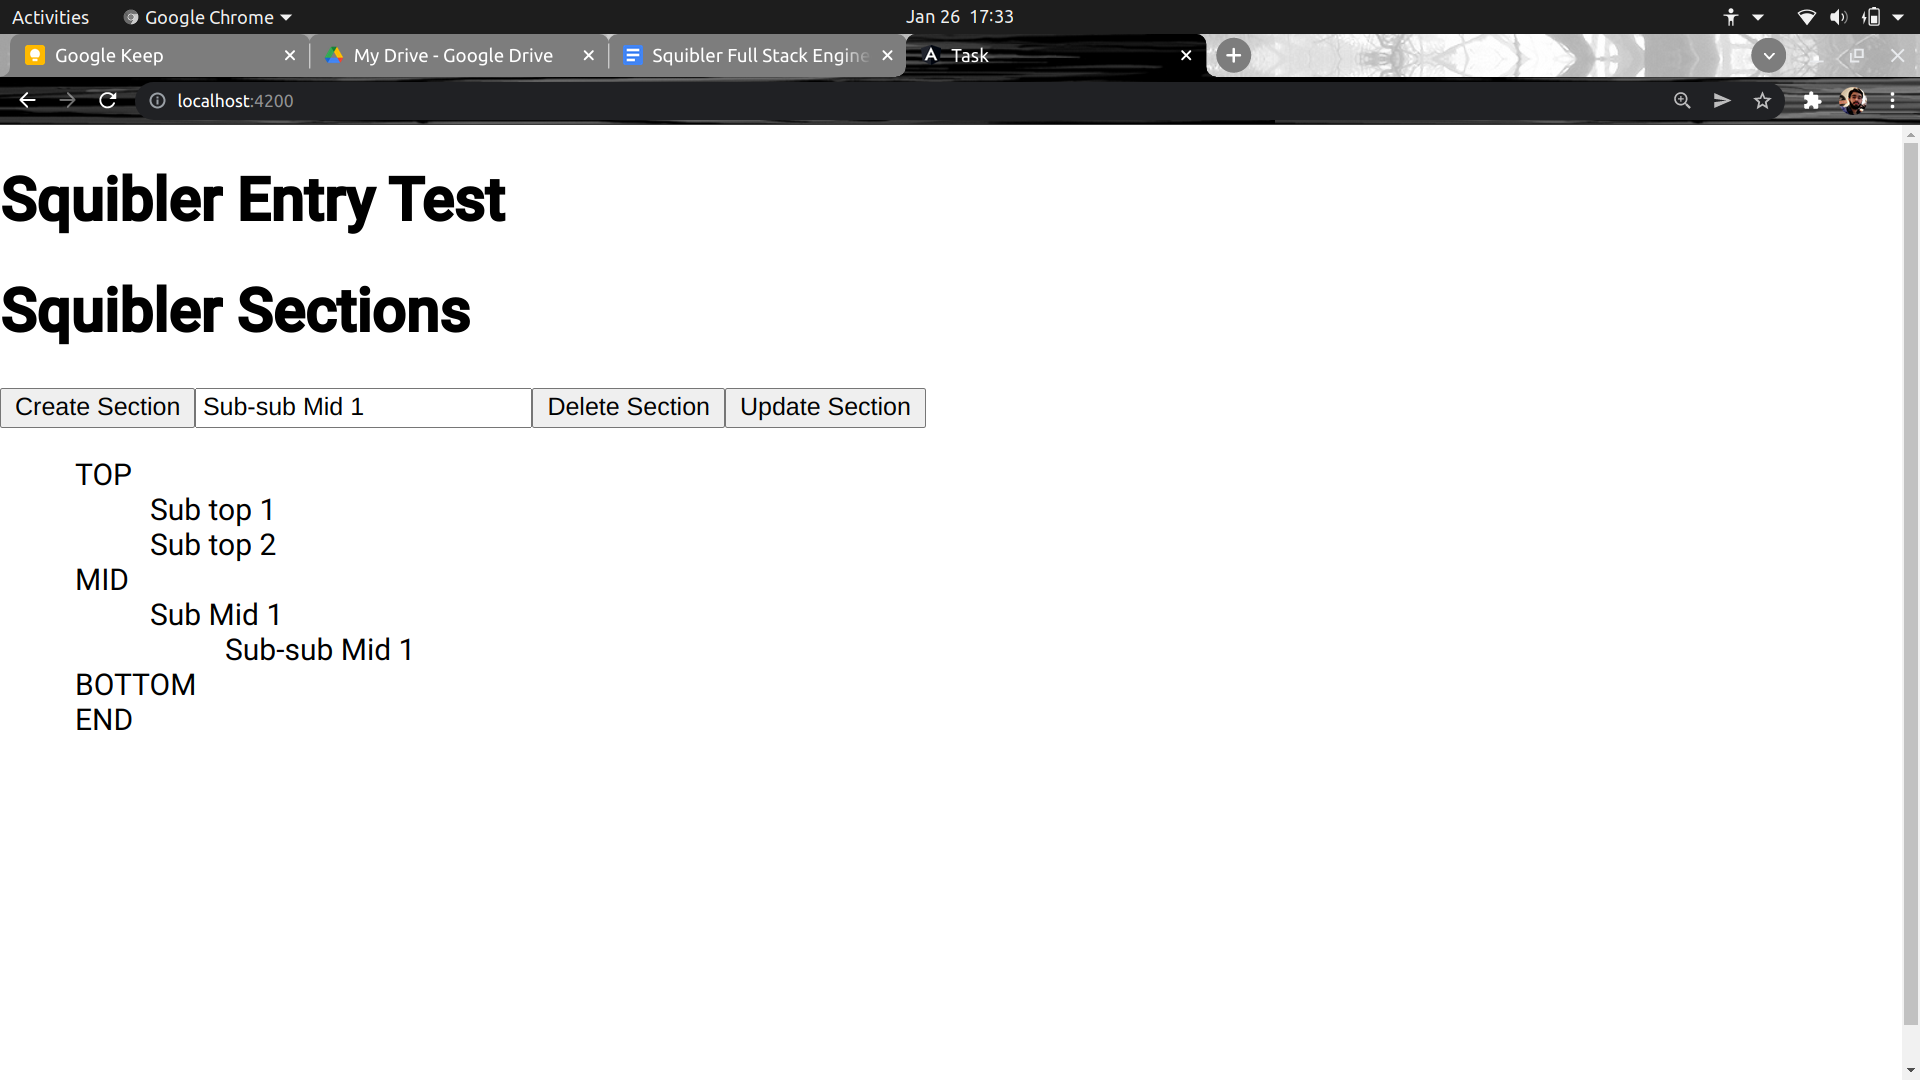 Activities Google Chrome Jan 26 17:33
Google Keep My Drive - Google Drive Squibler Full Stack Engine Task
localhost:4200
Squibler Entry Test
Squibler Sections
Create Section Sub-sub Mid 1 Delete Section Update Section
TOP
Sub top 1
Sub top 2
MID
Sub Mid 1
Sub-sub Mid 1
BOTTOM
END